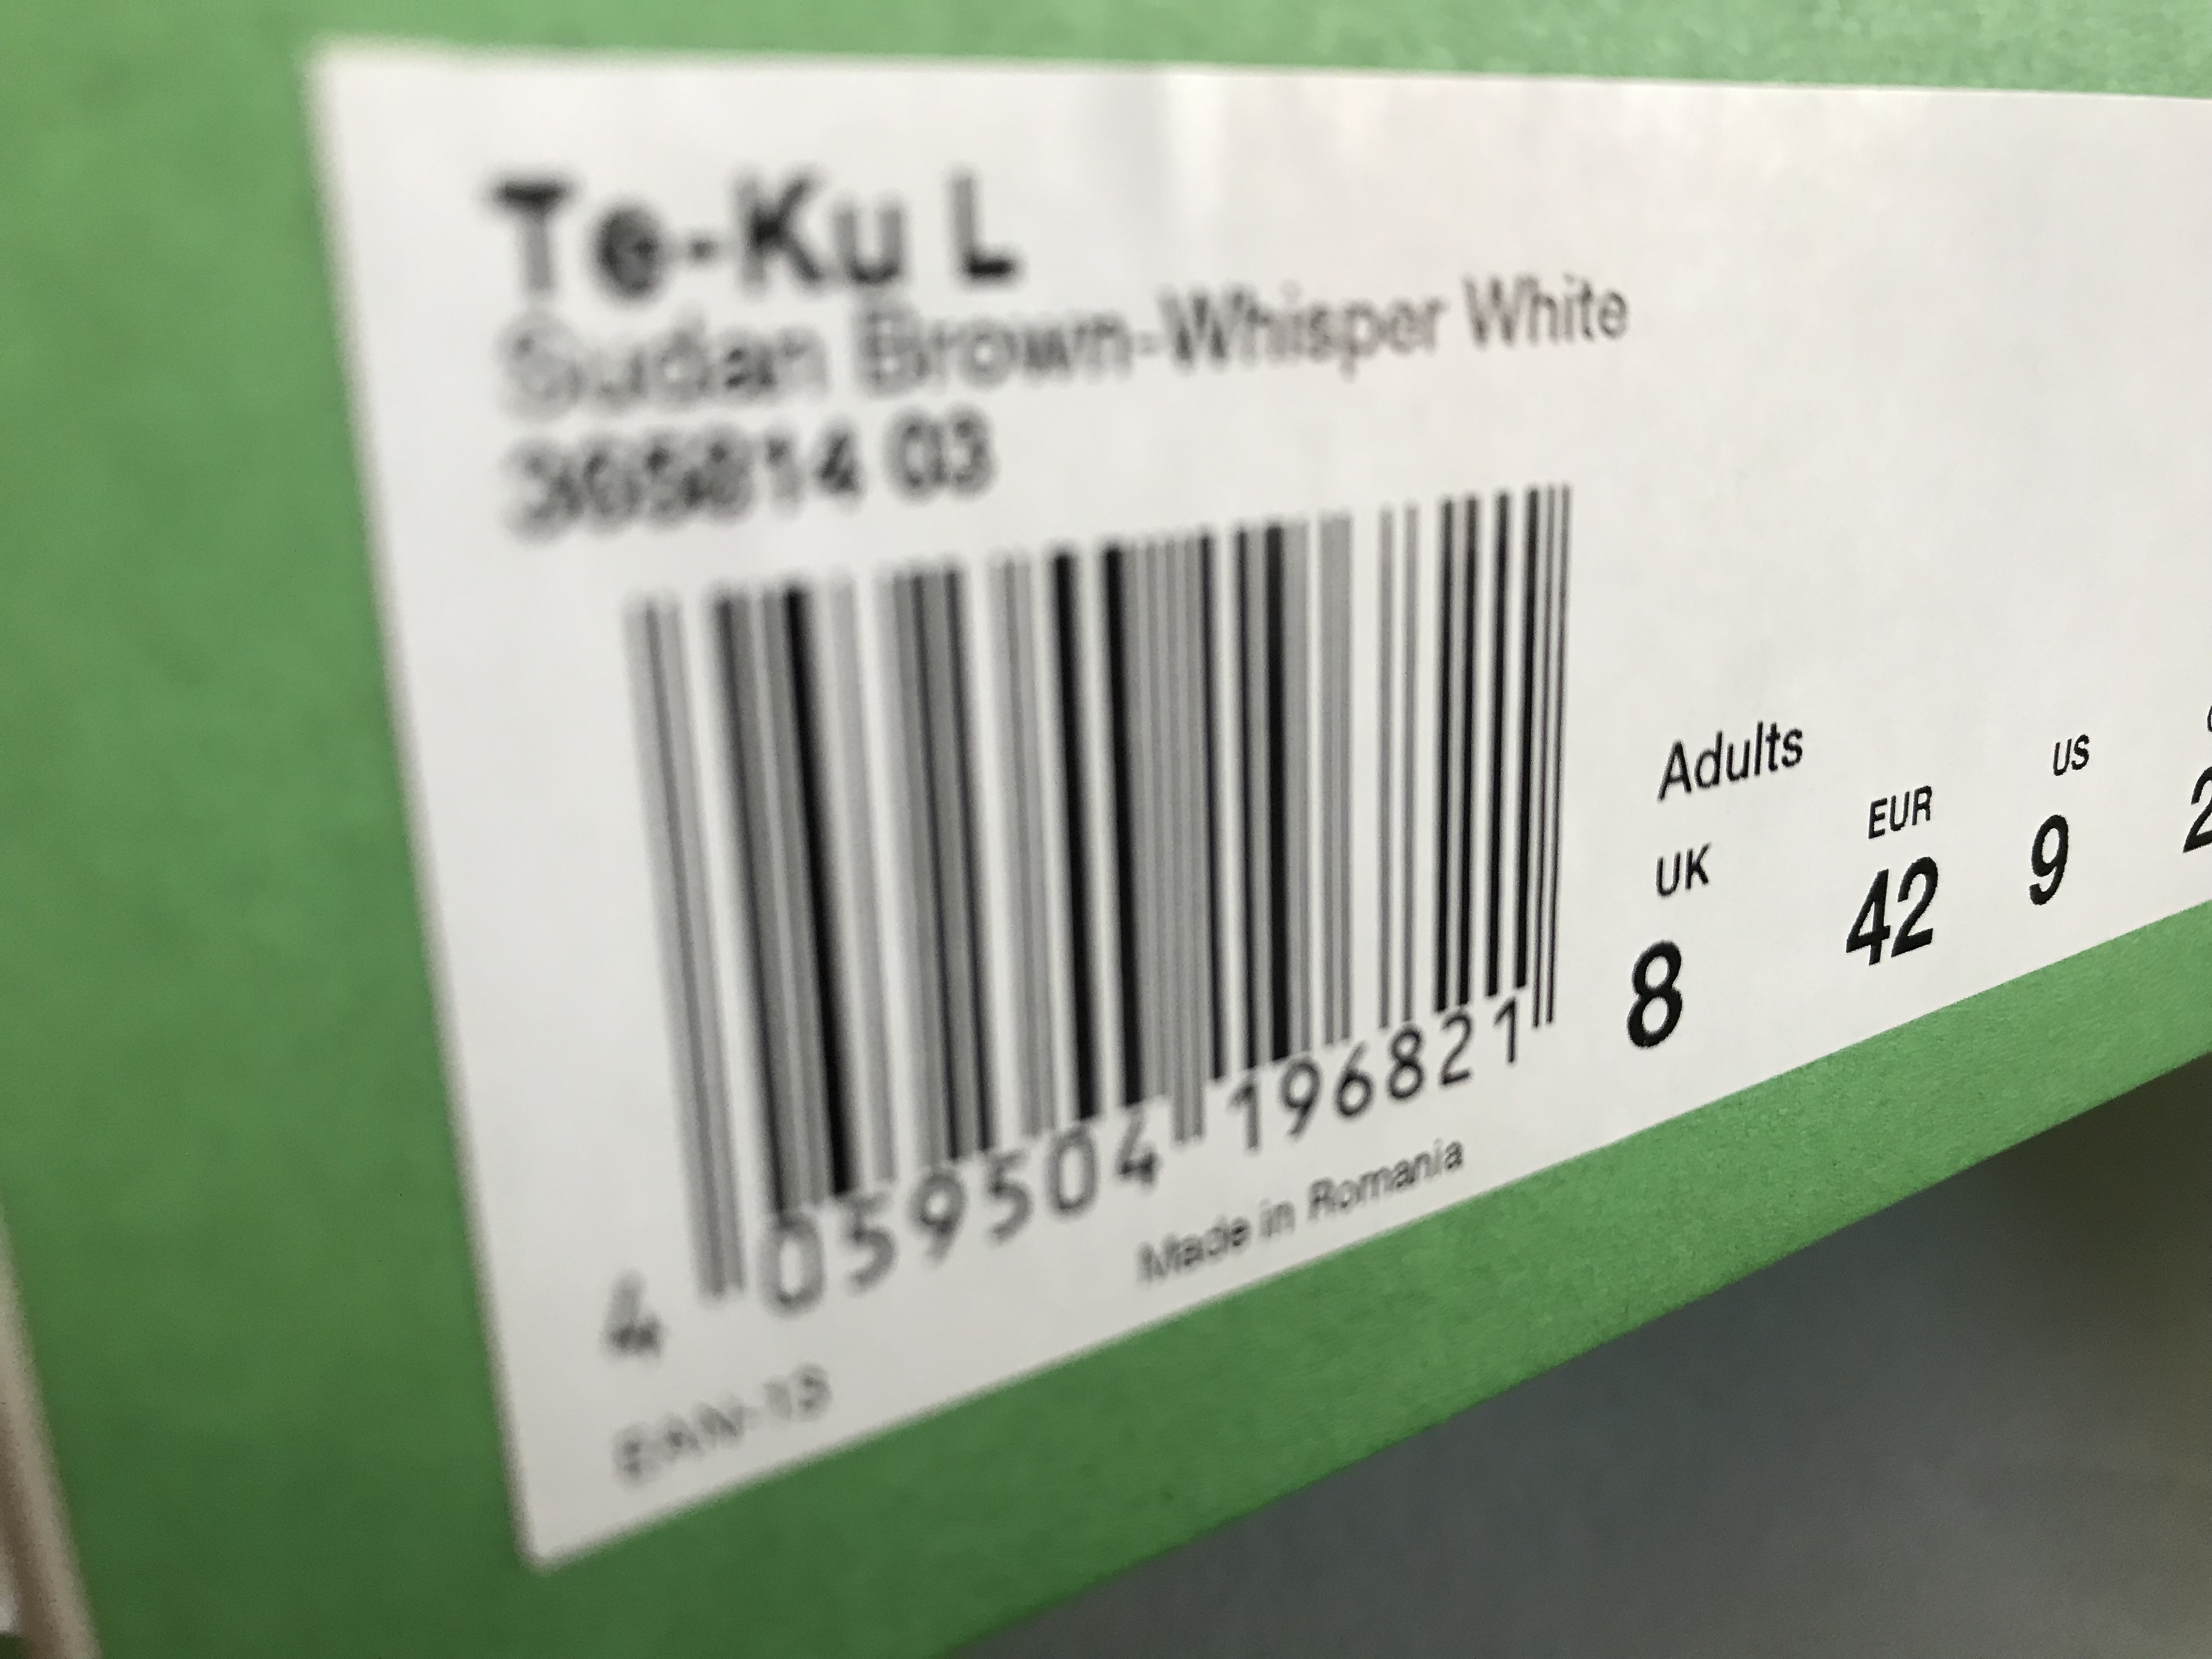 Te-Ku L
Sudan Brown-Whisper White
365814 03
Adults
UK EUR US
8 42 9 2
4 059504 196821
Made in Romania
EAN-13